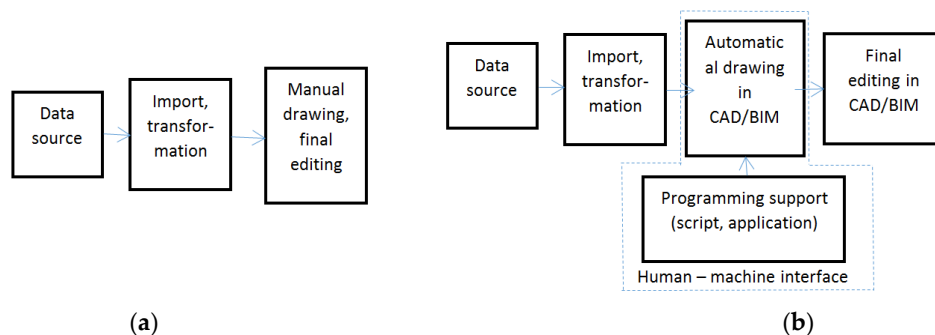 Data
source
Import,
transfor-
mation
Manual
drawing,
final
editing
(a)
Data
source
Import,
transfor-
mation
Automatic
al drawing
in
CAD/BIM
Final
editing in
CAD/BIM
Programming support
(script, application)
Human – machine interface
(b)